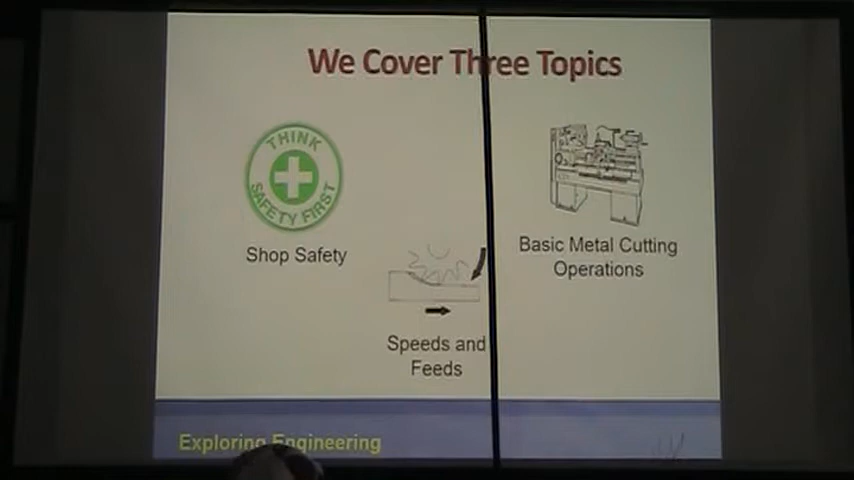 We Cover Three Topics
THINK
SAFETY FIRST
Shop Safety
Basic Metal Cutting
Operations
Speeds and
Feeds
Exploring Engineering